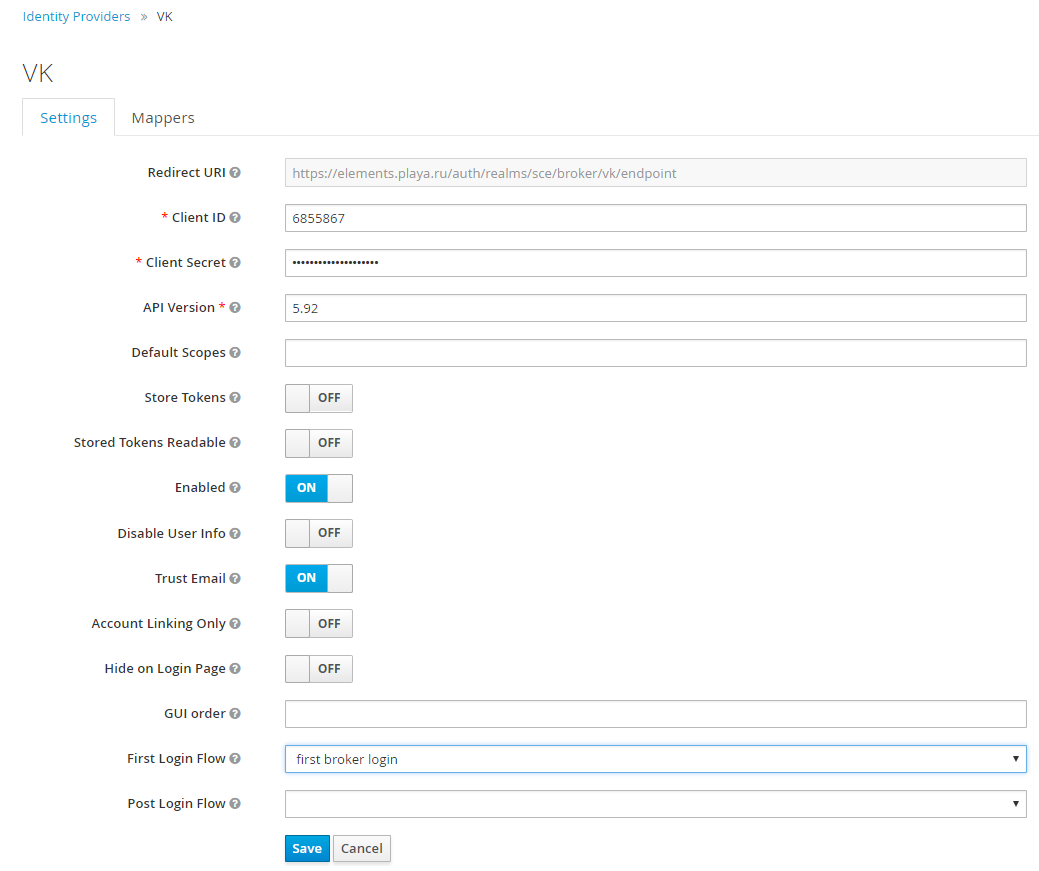 Identity Providers » VK
VK
Settings Mappers
Redirect URI https://elements.playa.ru/auth/realms/sce/broker/vk/endpoint
* Client ID 6855867
* Client Secret ••••••••••••••••••••
API Version * 5.92
Default Scopes
Store Tokens OFF
Stored Tokens Readable OFF
Enabled ON
Disable User Info OFF
Trust Email ON
Account Linking Only OFF
Hide on Login Page OFF
GUI order
First Login Flow first broker login
Post Login Flow
Save Cancel